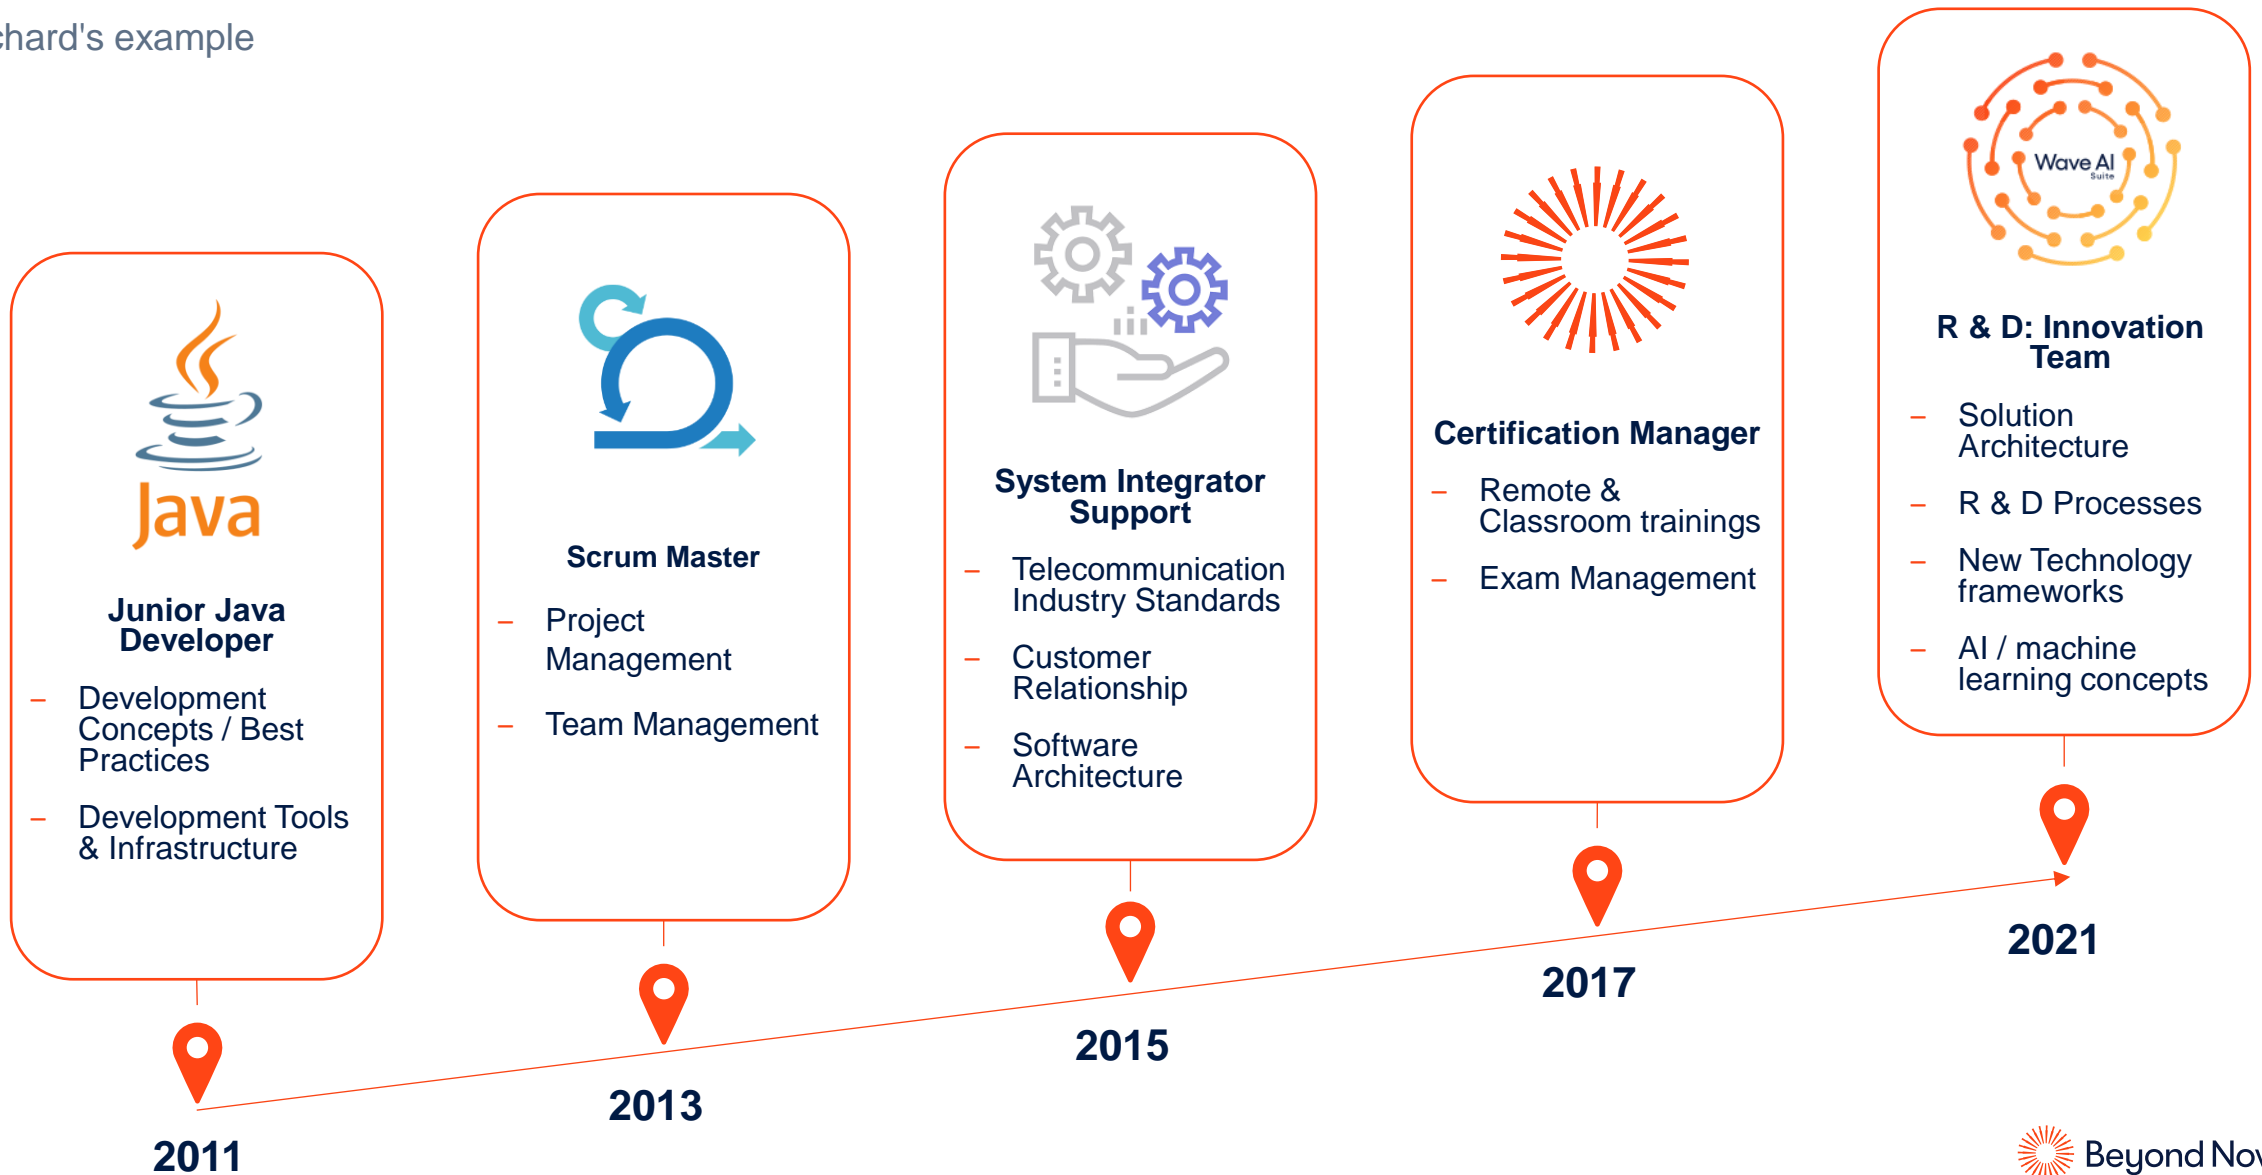 chard's example
Java
Junior Java
Developer
– Development
Concepts / Best
Practices
– Development Tools
& Infrastructure
2011
Scrum Master
– Project
Management
– Team Management
2013
System Integrator
Support
– Telecommunication
Industry Standards
– Customer
Relationship
– Software
Architecture
2015
Certification Manager
– Remote &
Classroom trainings
– Exam Management
2017
Wave AI
Suite
R & D: Innovation
Team
– Solution
Architecture
– R & D Processes
– New Technology
frameworks
– AI / machine
learning concepts
2021
Beyond Nov